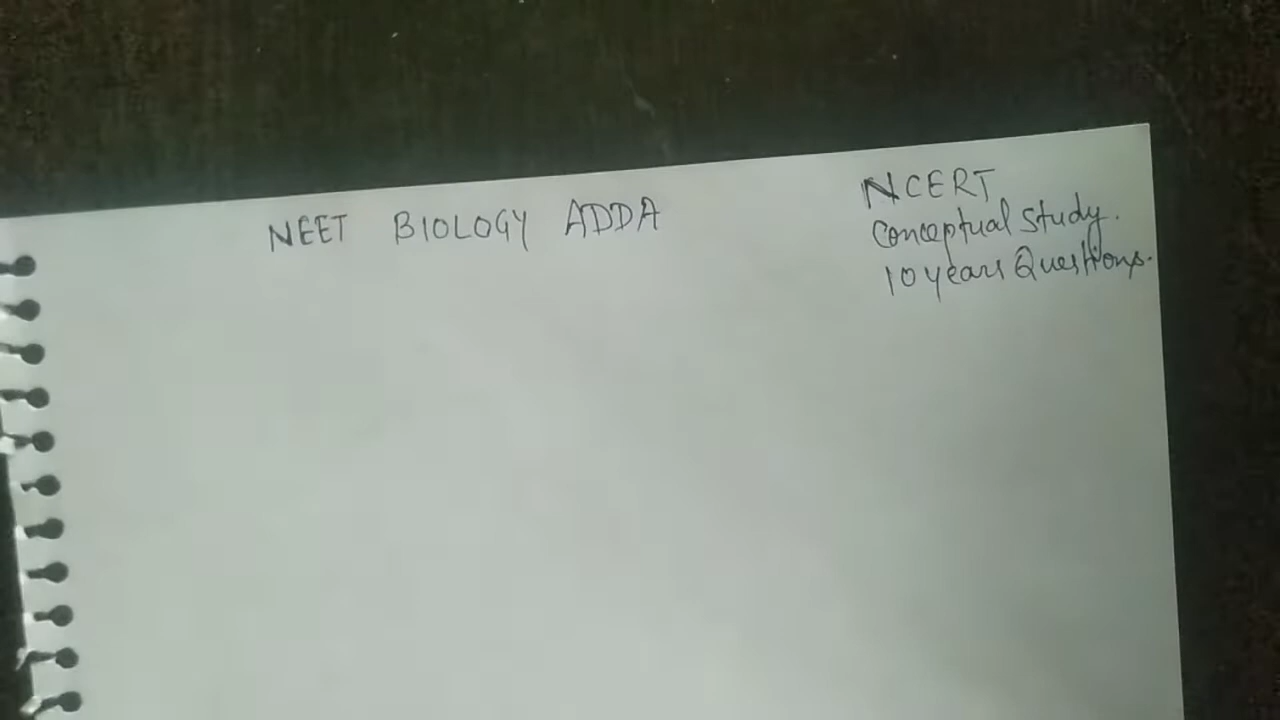 NEET BIOLOGY ADDA
NCERT
Conceptual Study.
10 years Questions.